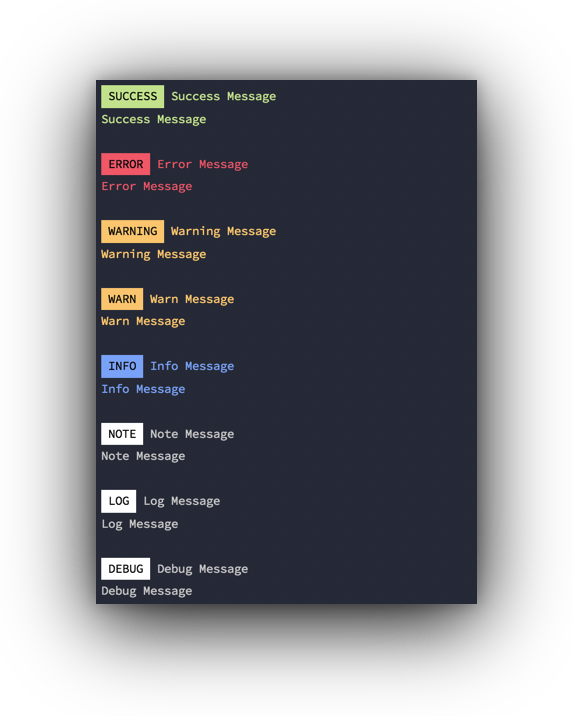 SUCCESS Success Message
Success Message
ERROR Error Message
Error Message
WARNING Warning Message
Warning Message
WARN Warn Message
Warn Message
INFO Info Message
Info Message
NOTE Note Message
Note Message
LOG Log Message
Log Message
DEBUG Debug Message
Debug Message